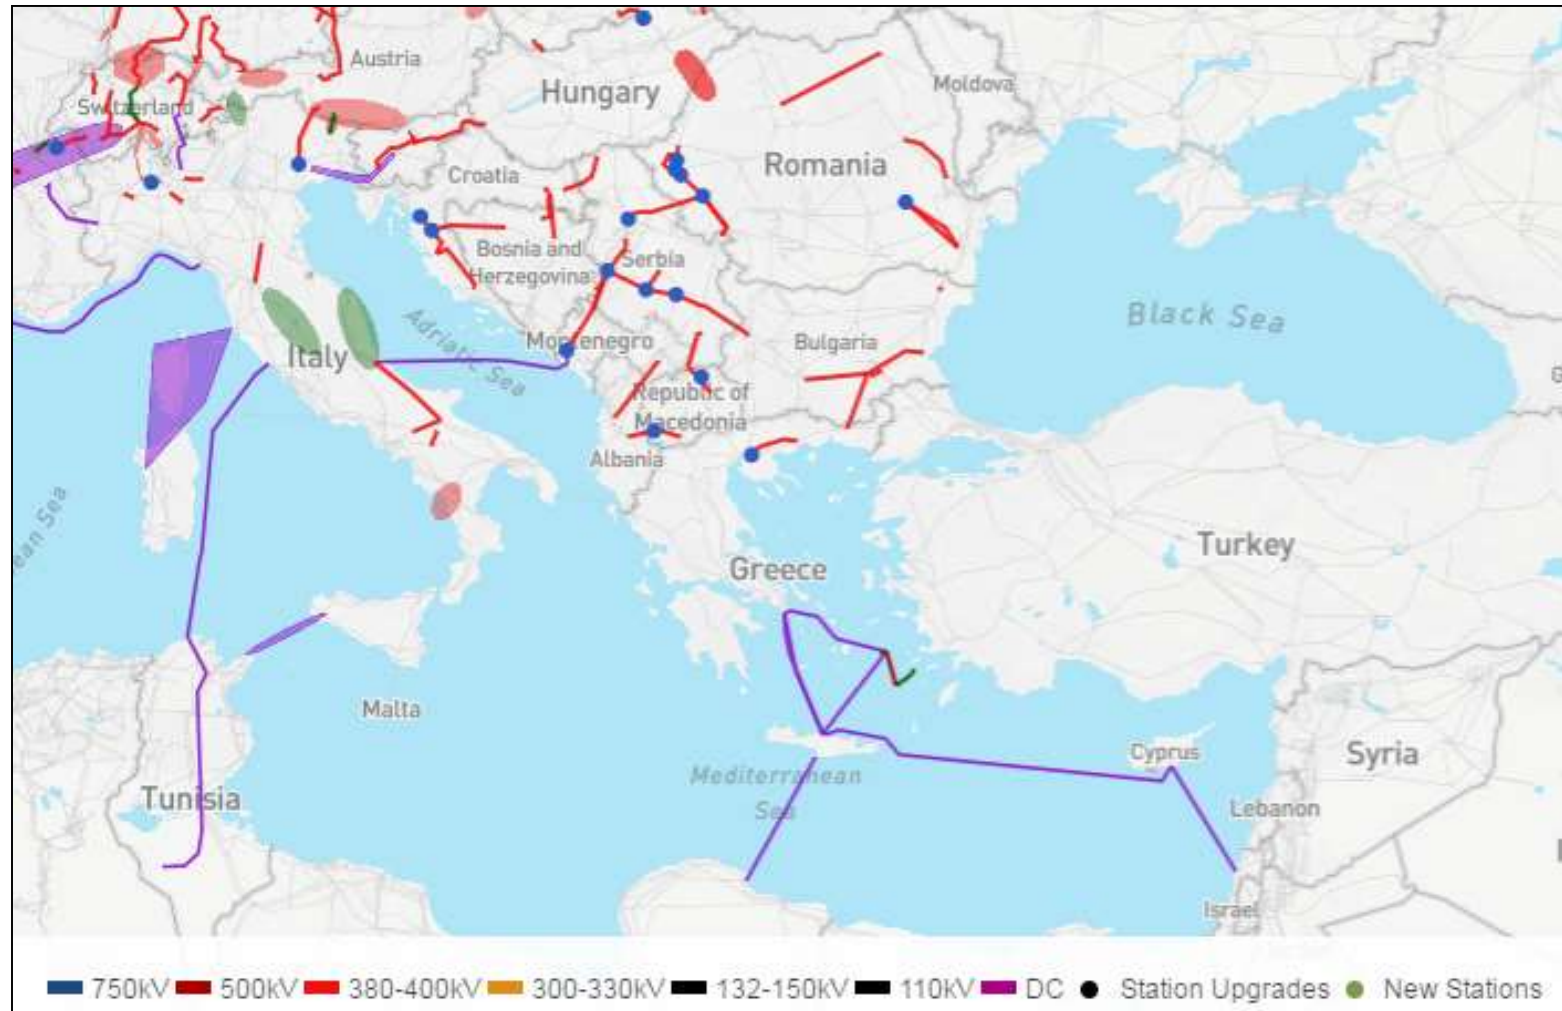 Austria
Switzerland
Hungary
Moldova
Romania
Croatia
Bosnia and
Herzegovina
Serbia
Black Sea
Adriatic Sea
Montenegro
Bulgaria
Italy
Republic of
Macedonia
Albania
ean Sea
Turkey
Greece
Malta
Cyprus
Syria
Mediterranean
Sea
Tunisia
Lebanon
Israel
750kV 500kV 380-400kV 300-330kV 132-150kV 110kV DC Station Upgrades New Stations